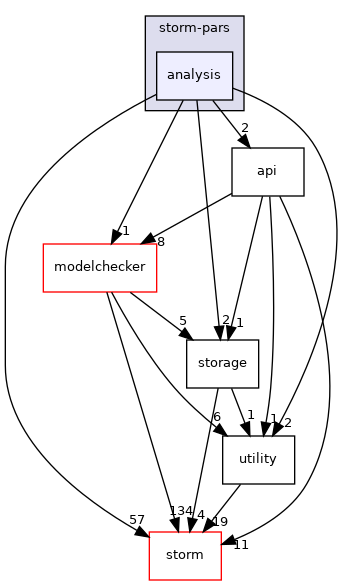 storm-pars
analysis
2
api
1
8
modelchecker
5
2
1
storage
6
1
1
2
utility
57
134
4
19
11
storm